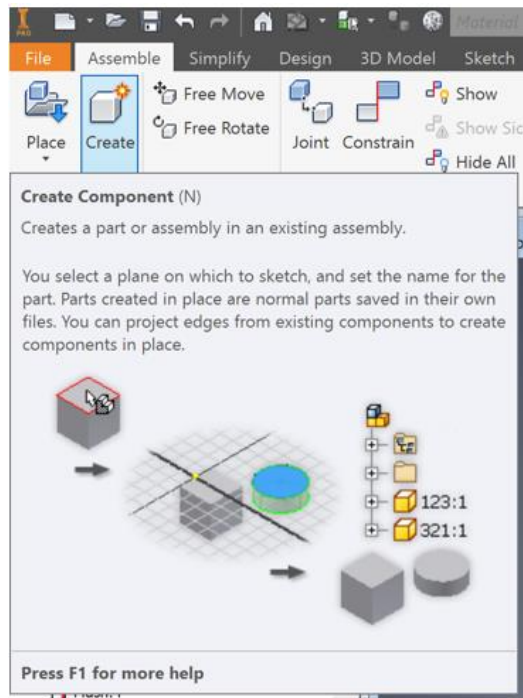 PRO
Material
File Assemble Simplify Design 3D Model Sketch
Place
Create
Free Move
Free Rotate
Joint
Constrain
Show
Show Sic
Hide All
Create Component (N)
Creates a part or assembly in an existing assembly.
You select a plane on which to sketch, and set the name for the
part. Parts created in place are normal parts saved in their own
files. You can project edges from existing components to create
components in place.
123:1
321:1
Press F1 for more help